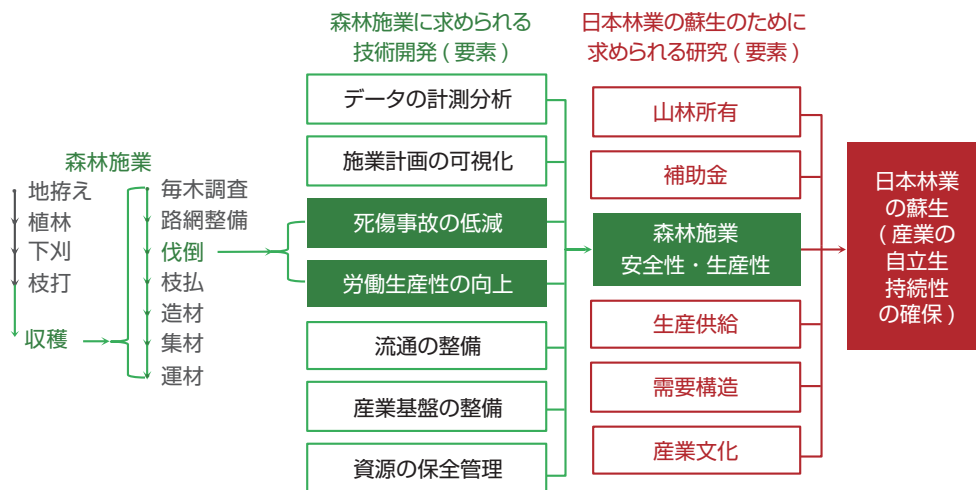 森林施業に求められる
技術開発 ( 要素 )
日本林業の蘇生のために
求められる研究 ( 要素 )
森林施業
地拵え
植林
下刈
枝打
収穫
毎木調査
路網整備
伐倒
枝払
造材
集材
運材
データの計測分析
施業計画の可視化
死傷事故の低減
労働生産性の向上
流通の整備
産業基盤の整備
資源の保全管理
山林所有
補助金
森林施業
安全性・生産性
生産供給
需要構造
産業文化
日本林業
の蘇生
( 産業の
自立生
持続性
の確保 )